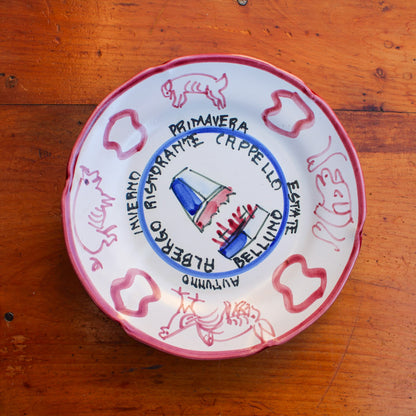 PRIMAVERA
ESTATE
AUTUNNO
INVERNO
ALBERGO RISTORANTE CAPPELLO
BELLUNO